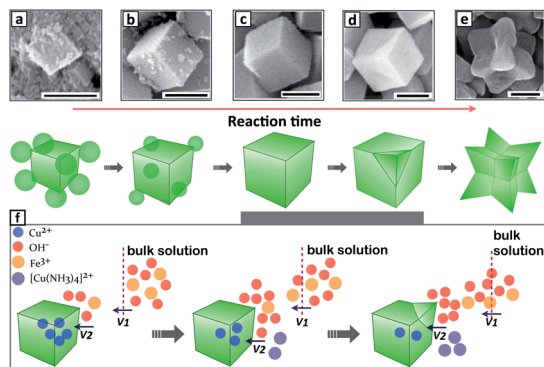 a
b
c
d
e
Reaction time
f
Cu²⁺
OH⁻
Fe³⁺
[Cu(NH3)4]²⁺
bulk solution
bulk solution
bulk
solution
V1
V2
V1
V2
V1
V2